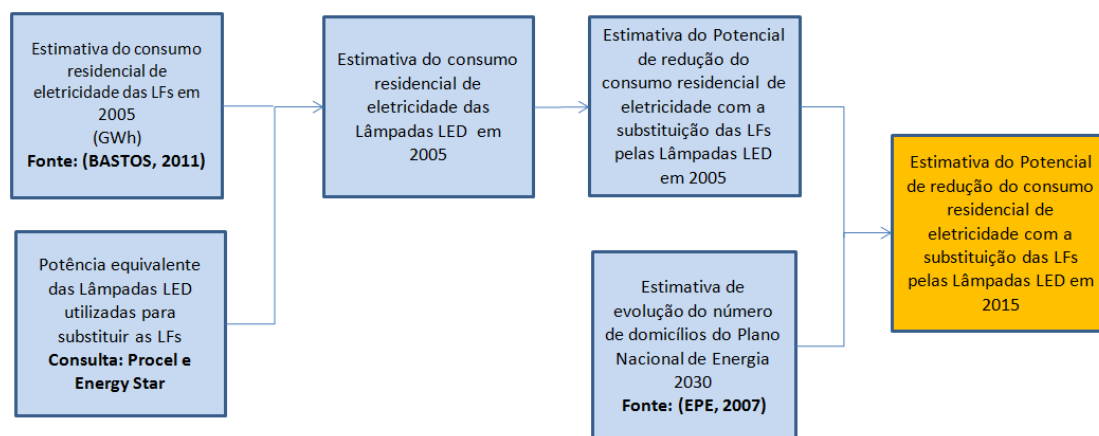 Estimativa do consumo
residencial de
eletricidade das LFs em
2005
(GWh)
Fonte: (BASTOS, 2011)
Potência equivalente
das Lâmpadas LED
utilizadas para
substituir as LFs
Consulta: Procel e
Energy Star
Estimativa do consumo
residencial de
eletricidade das
Lâmpadas LED em
2005
Estimativa do Potencial
de redução do
consumo residencial de
eletricidade com a
substituição das LFs
pelas Lâmpadas LED
em 2005
Estimativa de
evolução do número
de domicílios do Plano
Nacional de Energia
2030
Fonte: (EPE, 2007)
Estimativa do Potencial
de redução do consumo
residencial de
eletricidade com a
substituição das LFs
pelas Lâmpadas LED em
2015